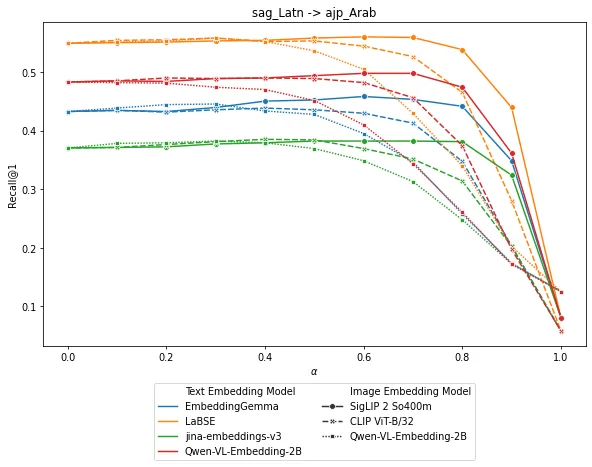 sag_Latn -> ajp_Arab
Recall@1
0.5
0.4
0.3
0.2
0.1
0.0 0.2 0.4 0.6 0.8 1.0
α
Text Embedding Model Image Embedding Model
EmbeddingGemma SigLIP 2 So400m
LaBSE CLIP ViT-B/32
jina-embeddings-v3 Qwen-VL-Embedding-2B
Qwen-VL-Embedding-2B